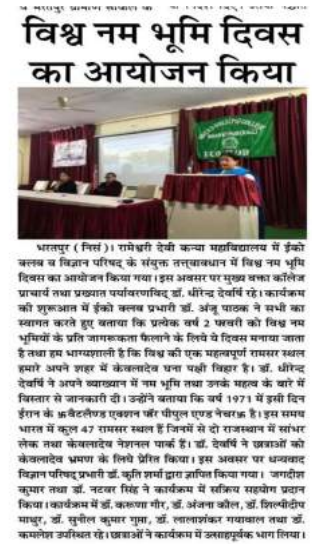 विश्व नम भूमि दिवस
का आयोजन किया
भरतपुर (निसं)। रामेश्वरी देवी कन्या महाविद्यालय में ईको
क्लब व विज्ञान परिषद् के संयुक्त तत्त्वावधान में विश्व नम भूमि
दिवस का आयोजन किया गया। इस अवसर पर मुख्य वक्ता कॉलेज
प्राचार्य तथा प्रख्यात पर्यावरणविद् डॉ. धीरेन्द्र देवर्षि रहे। कार्यक्रम
की शुरूआत में ईको क्लब प्रभारी डॉ. अंजू पाठक ने सभी का
स्वागत करते हुए बताया कि प्रत्येक वर्ष 2 फरवरी को विश्व नम
भूमियों के प्रति जागरूकता फैलाने के लिये ये दिवस मनाया जाता
है तथा हम भाग्यशाली है कि विश्व की एक महत्वपूर्ण रामसर स्थल
हमारे अपने शहर में केवलादेव घना पक्षी विहार है। डॉ. धीरेन्द्र
देवर्षि ने अपने व्याख्यान में नम भूमि तथा उनके महत्व के बारे में
विस्तार से जानकारी दी। उन्होंने बताया कि वर्ष 1971 में इसी दिन
ईरान के वैटलैण्ड एक्शन फॉर पीपुल एण्ड नेचर है। इस समय
भारत में कुल 47 रामसर स्थल हैं जिनमें से दो राजस्थान में सांभर
लेक तथा केवलादेव नेशनल पार्क हैं। डॉ. देवर्षि ने छात्राओं को
केवलादेव भ्रमण के लिये प्रेरित किया। इस अवसर पर धन्यवाद
विज्ञान परिषद् प्रभारी डॉ. कृति शर्मा द्वारा ज्ञापित किया गया। जगदीश
कुमार तथा डॉ. नटवर सिंह ने कार्यक्रम में सक्रिय सहयोग प्रदान
किया। कार्यक्रम में डॉ. करूणा गौर, डॉ. अंजना कौल, डॉ. शिल्पीदीप
माथुर, डॉ. सुनील कुमार गुप्ता, डॉ. लालाशंकर गयावाल तथा डॉ.
कमलेश उपस्थित रहे। छात्राओं ने कार्यक्रम में उत्साहपूर्वक भाग लिया।